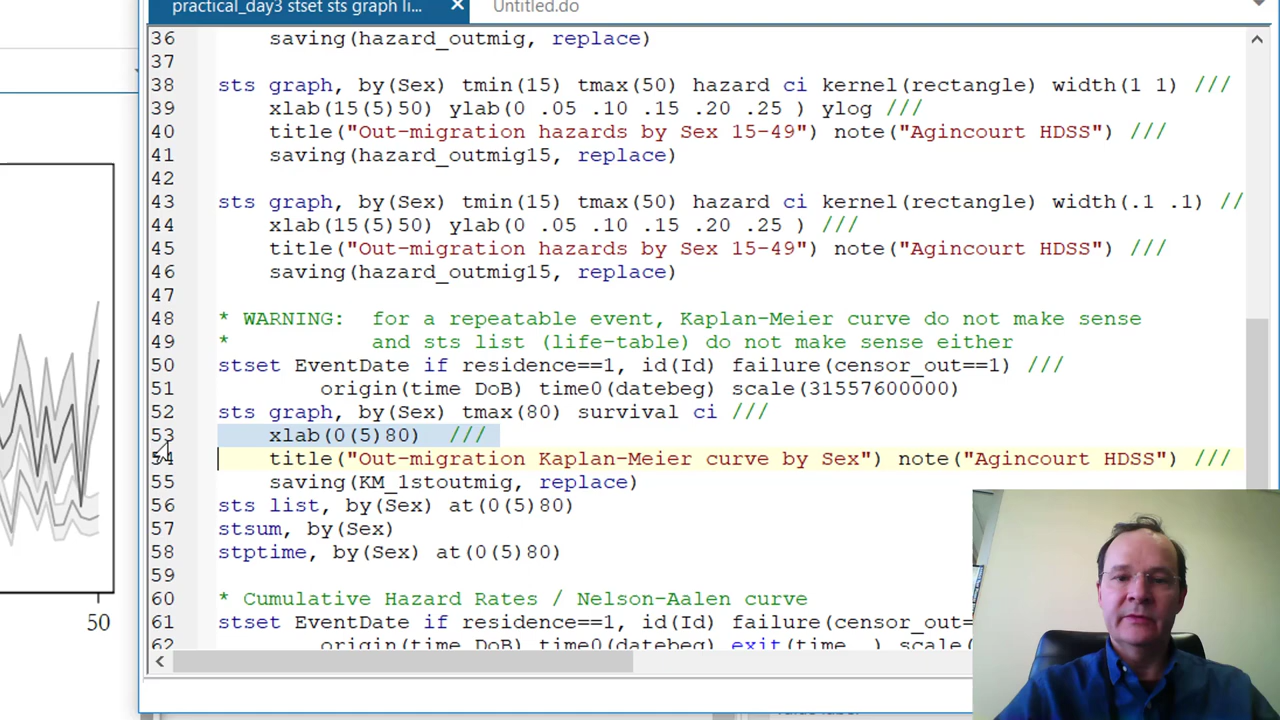 practical_day3 stset sts graph li...
Untitled.do
36 saving(hazard_outmig, replace)
37
38 sts graph, by(Sex) tmin(15) tmax(50) hazard ci kernel(rectangle) width(1 1) ///
39 xlab(15(5)50) ylab(0 .05 .10 .15 .20 .25 ) ylog ///
40 title("Out-migration hazards by Sex 15-49") note("Agincourt HDSS") ///
41 saving(hazard_outmig15, replace)
42
43 sts graph, by(Sex) tmin(15) tmax(50) hazard ci kernel(rectangle) width(.1 .1) //
44 xlab(15(5)50) ylab(0 .05 .10 .15 .20 .25 ) ///
45 title("Out-migration hazards by Sex 15-49") note("Agincourt HDSS") ///
46 saving(hazard_outmig15, replace)
47
48 * WARNING: for a repeatable event, Kaplan-Meier curve do not make sense
49 * and sts list (life-table) do not make sense either
50 stset EventDate if residence==1, id(Id) failure(censor_out==1) ///
51 origin(time DoB) time0(datebeg) scale(31557600000)
52 sts graph, by(Sex) tmax(80) survival ci ///
53 xlab(0(5)80) ///
54 title("Out-migration Kaplan-Meier curve by Sex") note("Agincourt HDSS") ///
55 saving(KM_1stoutmig, replace)
56 sts list, by(Sex) at(0(5)80)
57 stsum, by(Sex)
58 stptime, by(Sex) at(0(5)80)
59
60 * Cumulative Hazard Rates / Nelson-Aalen curve
61 stset EventDate if residence==1, id(Id) failure(censor_out=
62 origin(time DoB) time0(datebeg) exit(time .) sca
50